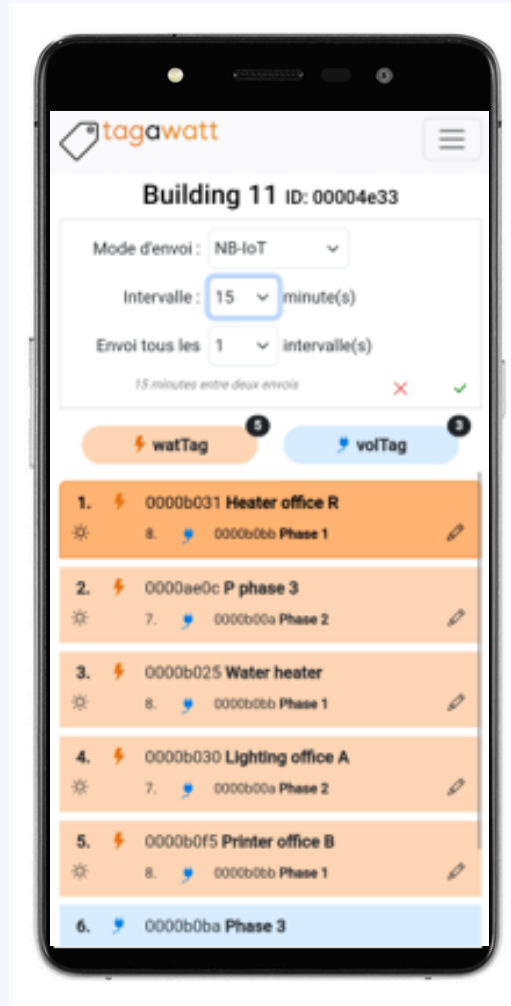 tagawatt
Building 11 ID: 00004e33
Mode d'envoi : NB-IoT
Intervalle : 15 minute(s)
Envoi tous les 1 intervalle(s)
15 minutes entre deux envois
watTag 5 volTag 3
1. 0000b031 Heater office R
8. 0000b0bb Phase 1
2. 0000ae0c P phase 3
7. 0000b00a Phase 2
3. 0000b025 Water heater
8. 0000b0bb Phase 1
4. 0000b030 Lighting office A
7. 0000b00a Phase 2
5. 0000b0f5 Printer office B
8. 0000b0bb Phase 1
6. 0000b0ba Phase 3